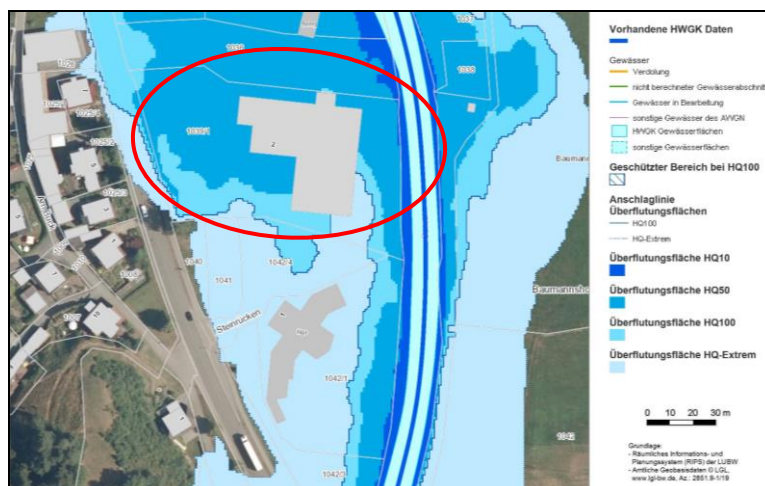 Vorhandene HWGK Daten
Gewässer
Verdolung
nicht berechneter Gewässerabschnitt
Gewässer in Bearbeitung
sonstige Gewässer des AWGN
HWGK Gewässerflächen
sonstige Gewässerflächen
Geschützter Bereich bei HQ100
Anschlaglinie
Überflutungsflächen
HQ100
HQ-Extrem
Überflutungsfläche HQ10
Überflutungsfläche HQ50
Überflutungsfläche HQ100
Überflutungsfläche HQ-Extrem
0 10 20 30 m
Grundlage:
- Räumliches Informations- und
Planungssystem (RIPS) der LUBW
- Amtliche Geobasisdaten © LGL,
www.lgl-bw.de, Az.: 2851.9-1/19
1037
1038
2
1040
1041
1042/4
Steinrücken
1042/1
1042
Baumanns